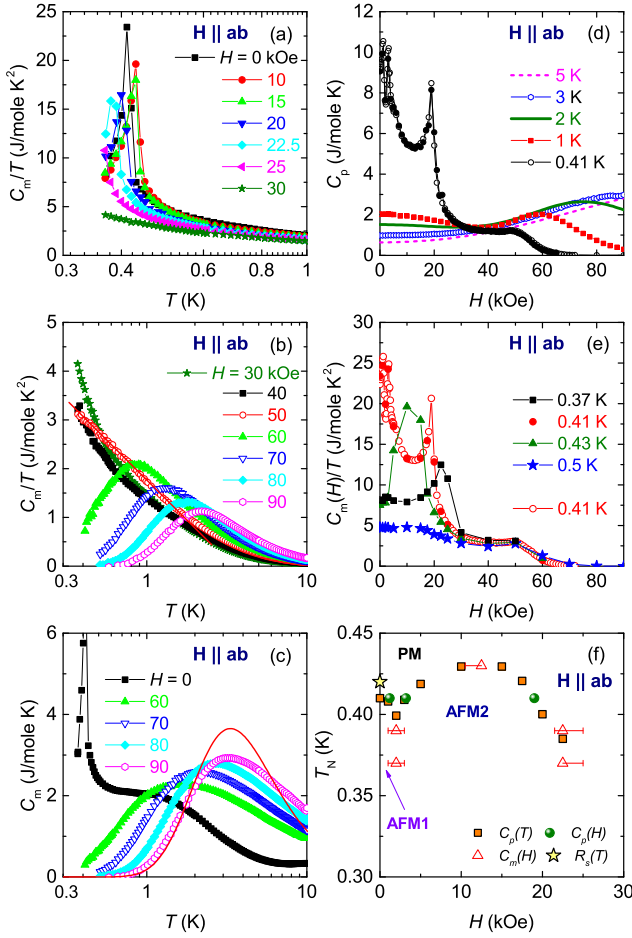 (a)
H || ab
H = 0 kOe
10
15
20
22.5
25
30
C_m/T (J/mole K²)
25
20
15
10
5
0
0.3
0.4
0.6
0.8
1
T (K)
(d)
H || ab
5 K
3 K
2 K
1 K
0.41 K
C_p (J/mole K)
12
10
8
6
4
2
0
0
20
40
60
80
H (kOe)
(b)
H || ab
H = 30 kOe
40
50
60
70
80
90
C_m/T (J/mole K²)
5
4
3
2
1
0
0.3
1
10
T (K)
(e)
H || ab
0.37 K
0.41 K
0.43 K
0.5 K
0.41 K
C_m(H)/T (J/mole K²)
30
25
20
15
10
5
0
0
20
40
60
80
H (kOe)
(c)
H || ab
H = 0
60
70
80
90
C_m (J/mole K)
6
4
2
0
0.3
1
10
T (K)
(f)
PM
H || ab
AFM2
AFM1
C_p(T)
C_p(H)
C_m(H)
R_s(T)
T_N (K)
0.45
0.40
0.35
0.30
0
10
20
30
H (kOe)